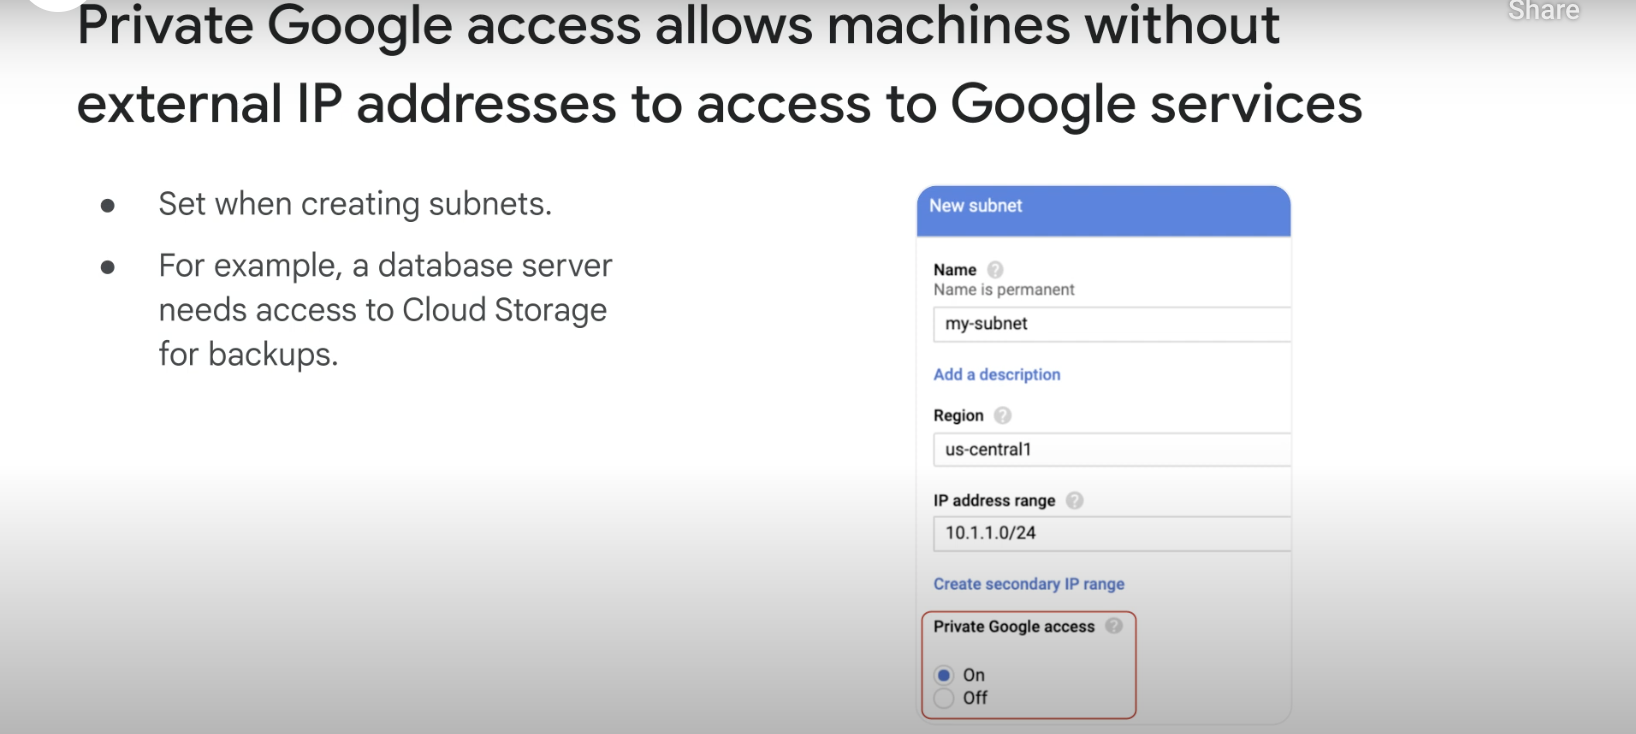 Share
Private Google access allows machines without
external IP addresses to access to Google services
Set when creating subnets.
For example, a database server
needs access to Cloud Storage
for backups.
New subnet
Name ?
Name is permanent
my-subnet
Add a description
Region ?
us-central1
IP address range ?
10.1.1.0/24
Create secondary IP range
Private Google access ?
On
Off